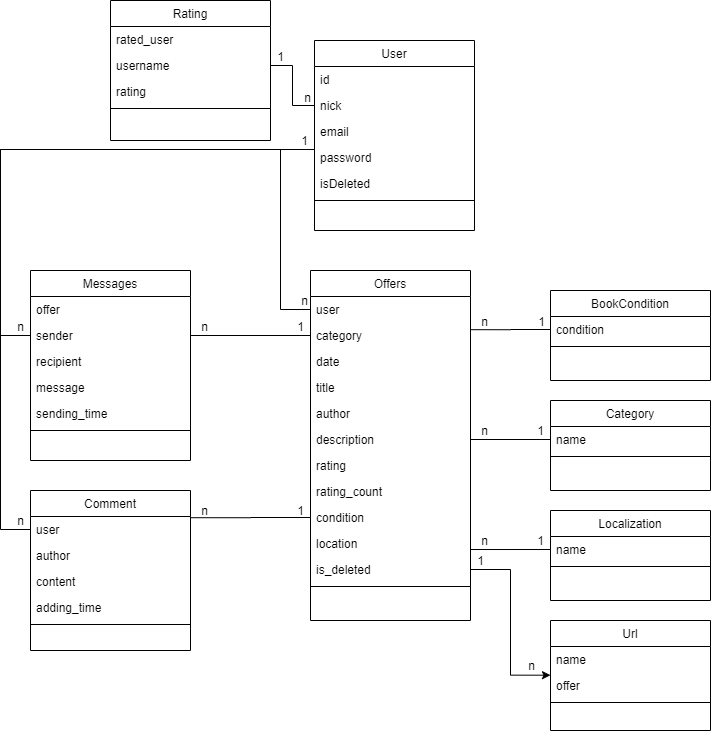 Rating
rated_user
username
rating
1
n
User
id
nick
email
password
isDeleted
1
Messages
offer
sender
recipient
message
sending_time
n
n
1
n
Offers
user
category
date
title
author
description
rating
rating_count
condition
location
is_deleted
n
1
BookCondition
condition
n
1
Category
name
Comment
user
author
content
adding_time
n
n
1
n
1
Localization
name
1
n
Url
name
offer